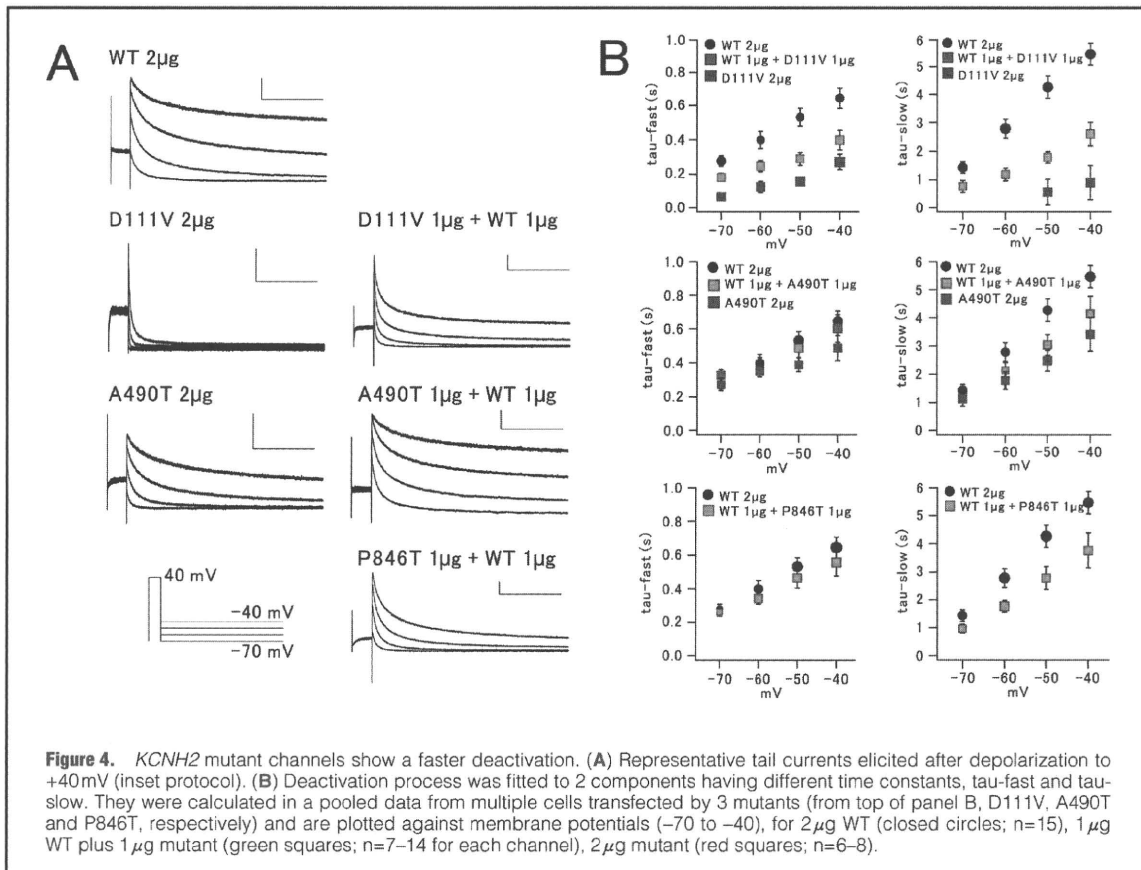 A
WT 2μg
D111V 2μg
D111V 1μg + WT 1μg
A490T 2μg
A490T 1μg + WT 1μg
P846T 1μg + WT 1μg
40 mV
−40 mV
−70 mV
B
1.0
0.8
0.6
0.4
0.2
0.0
tau-fast (s)
WT 2μg
WT 1μg + D111V 1μg
D111V 2μg
−70 −60 −50 −40
mV
6
5
4
3
2
1
0
tau-slow (s)
WT 2μg
WT 1μg + D111V 1μg
D111V 2μg
−70 −60 −50 −40
mV
1.0
0.8
0.6
0.4
0.2
0.0
tau-fast (s)
WT 2μg
WT 1μg + A490T 1μg
A490T 2μg
−70 −60 −50 −40
mV
6
5
4
3
2
1
0
tau-slow (s)
WT 2μg
WT 1μg + A490T 1μg
A490T 2μg
−70 −60 −50 −40
mV
1.0
0.8
0.6
0.4
0.2
0.0
tau-fast (s)
WT 2μg
WT 1μg + P846T 1μg
−70 −60 −50 −40
mV
6
5
4
3
2
1
0
tau-slow (s)
WT 2μg
WT 1μg + P846T 1μg
−70 −60 −50 −40
mV
Figure 4. KCNH2 mutant channels show a faster deactivation. (A) Representative tail currents elicited after depolarization to
+40 mV (inset protocol). (B) Deactivation process was fitted to 2 components having different time constants, tau-fast and tau-
slow. They were calculated in a pooled data from multiple cells transfected by 3 mutants (from top of panel B, D111V, A490T
and P846T, respectively) and are plotted against membrane potentials (−70 to −40), for 2 μg WT (closed circles; n=15), 1 μg
WT plus 1 μg mutant (green squares; n=7–14 for each channel), 2 μg mutant (red squares; n=6–8).